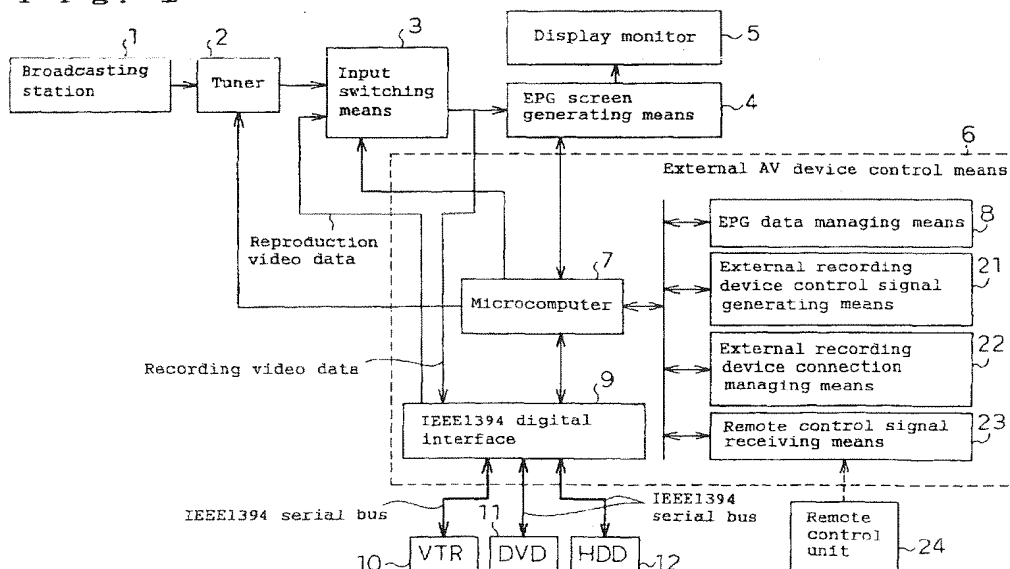 1
2
3
Display monitor
5
Broadcasting
station
Tuner
Input
switching
means
EPG screen
generating means
4
6
External AV device control means
Reproduction
video data
EPG data managing means
8
7
Microcomputer
External recording
device control signal
generating means
21
Recording video data
External recording
device connection
managing means
22
9
IEEE1394 digital
interface
Remote control signal
receiving means
23
IEEE1394 serial bus
IEEE1394
serial bus
10
VTR
11
DVD
HDD
12
Remote
control
unit
24